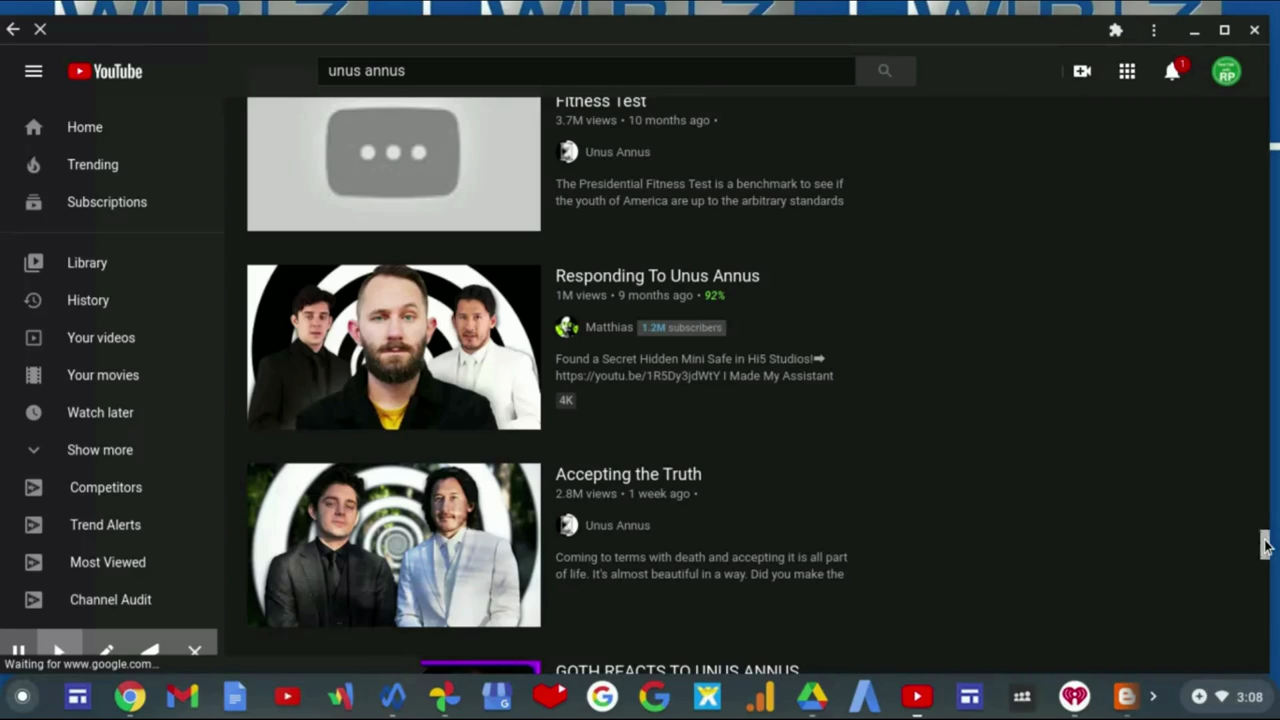 YouTube
unus annus
1
RP
Home
Trending
Subscriptions
Library
History
Your videos
Your movies
Watch later
Show more
Competitors
Trend Alerts
Most Viewed
Channel Audit
Fitness Test
3.7M views • 10 months ago •
Unus Annus
The Presidential Fitness Test is a benchmark to see if
the youth of America are up to the arbitrary standards
Responding To Unus Annus
1M views • 9 months ago • 92%
Matthias 1.2M subscribers
Found a Secret Hidden Mini Safe in Hi5 Studios!➡
https://youtu.be/1R5Dy3jdWtY I Made My Assistant
4K
Accepting the Truth
2.8M views • 1 week ago •
Unus Annus
Coming to terms with death and accepting it is all part
of life. It's almost beautiful in a way. Did you make the
GOTH REACTS TO UNUS ANNUS
Waiting for www.google.com...
3:08